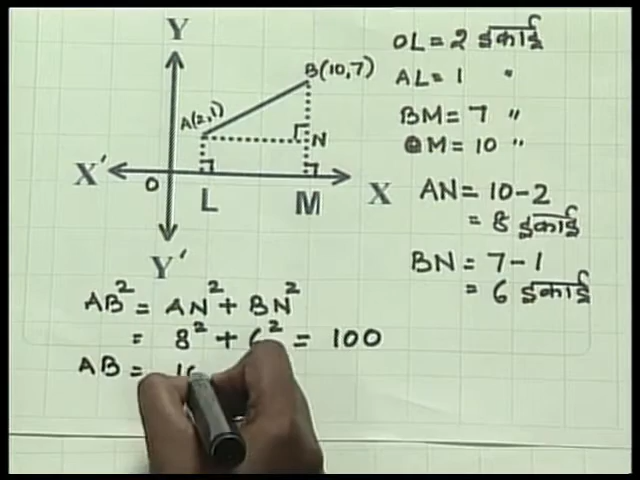 Y
B(10,7)
A(2,1)
N
X'
O
L
M
X
Y'
OL = 2 इकाई
AL = 1 "
BM = 7 "
OM = 10 "
AN = 10 - 2
= 8 इकाई
BN = 7 - 1
= 6 इकाई
AB² = AN² + BN²
= 8² + 6² = 100
AB =